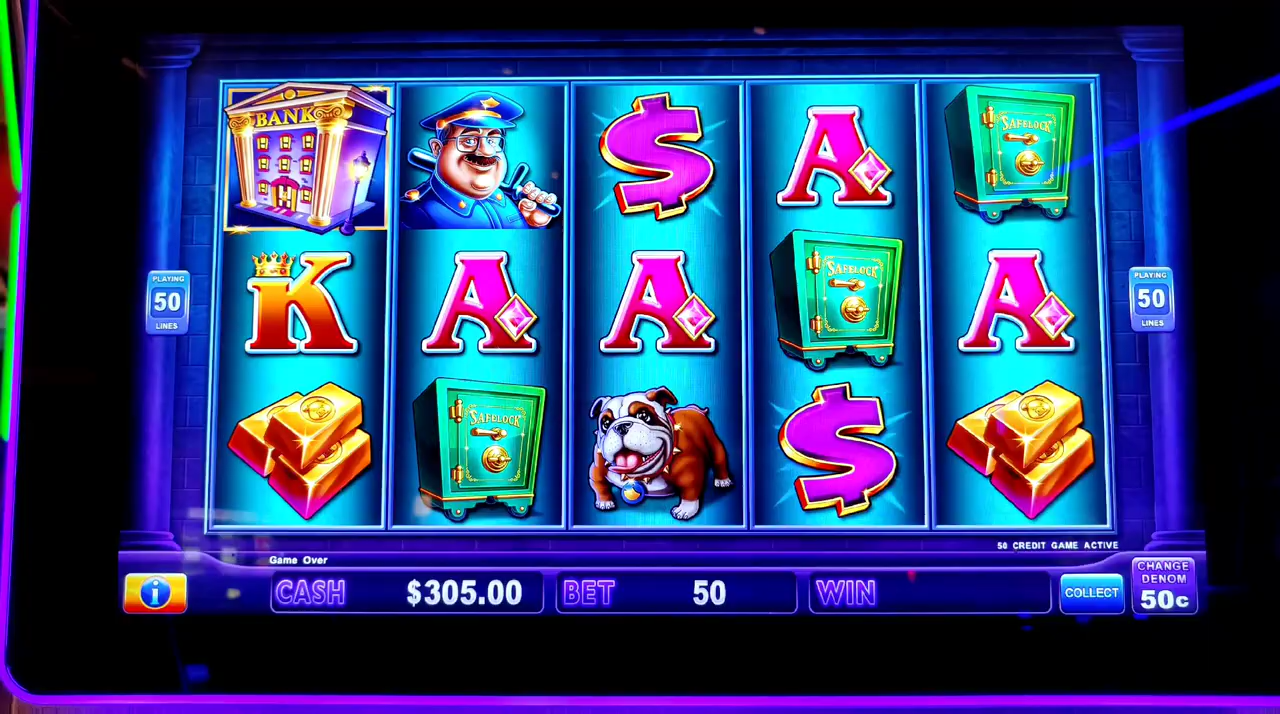 BANK
$
A
SAFELOCK
K
A
A
SAFELOCK
A
SAFELOCK
$
PLAYING
50
LINES
PLAYING
50
LINES
50 CREDIT GAME ACTIVE
Game Over
i
CASH $305.00
BET 50
WIN
COLLECT
CHANGE
DENOM
50¢